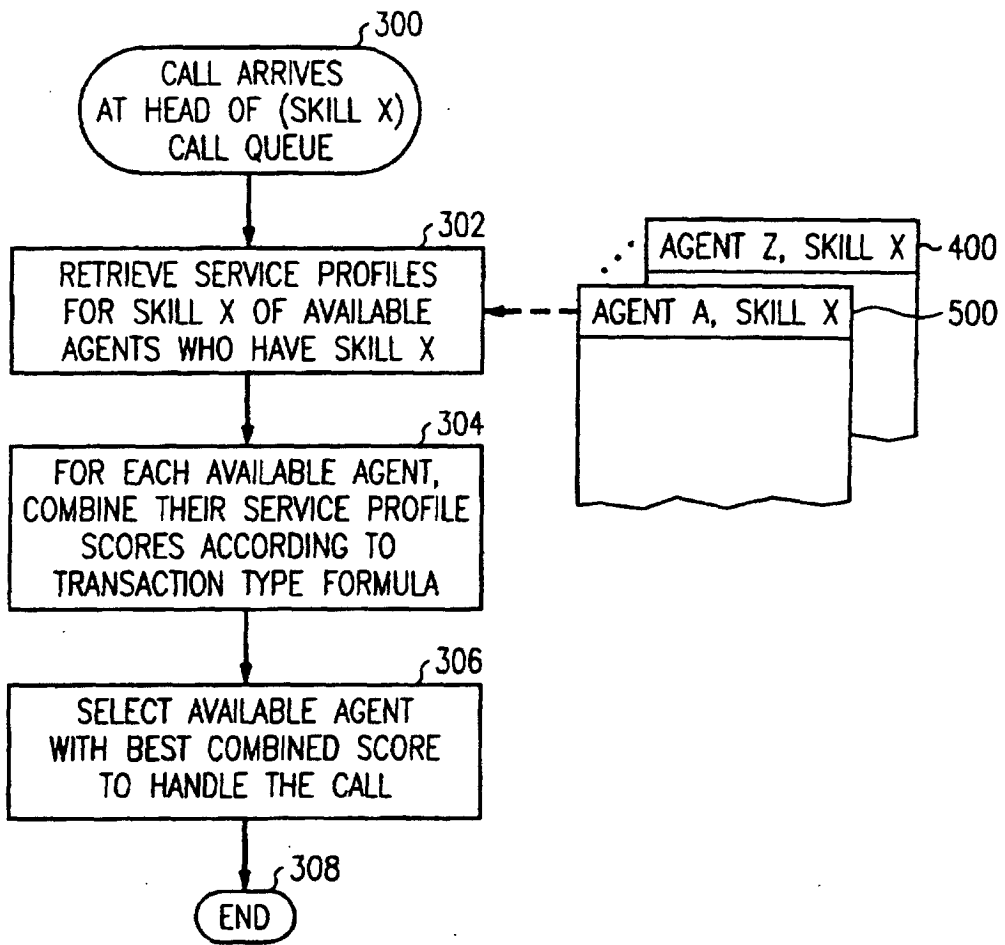 300
CALL ARRIVES
AT HEAD OF (SKILL X)
CALL QUEUE
302
RETRIEVE SERVICE PROFILES
FOR SKILL X OF AVAILABLE
AGENTS WHO HAVE SKILL X
AGENT Z, SKILL X
400
AGENT A, SKILL X
500
304
FOR EACH AVAILABLE AGENT,
COMBINE THEIR SERVICE PROFILE
SCORES ACCORDING TO
TRANSACTION TYPE FORMULA
306
SELECT AVAILABLE AGENT
WITH BEST COMBINED SCORE
TO HANDLE THE CALL
308
END